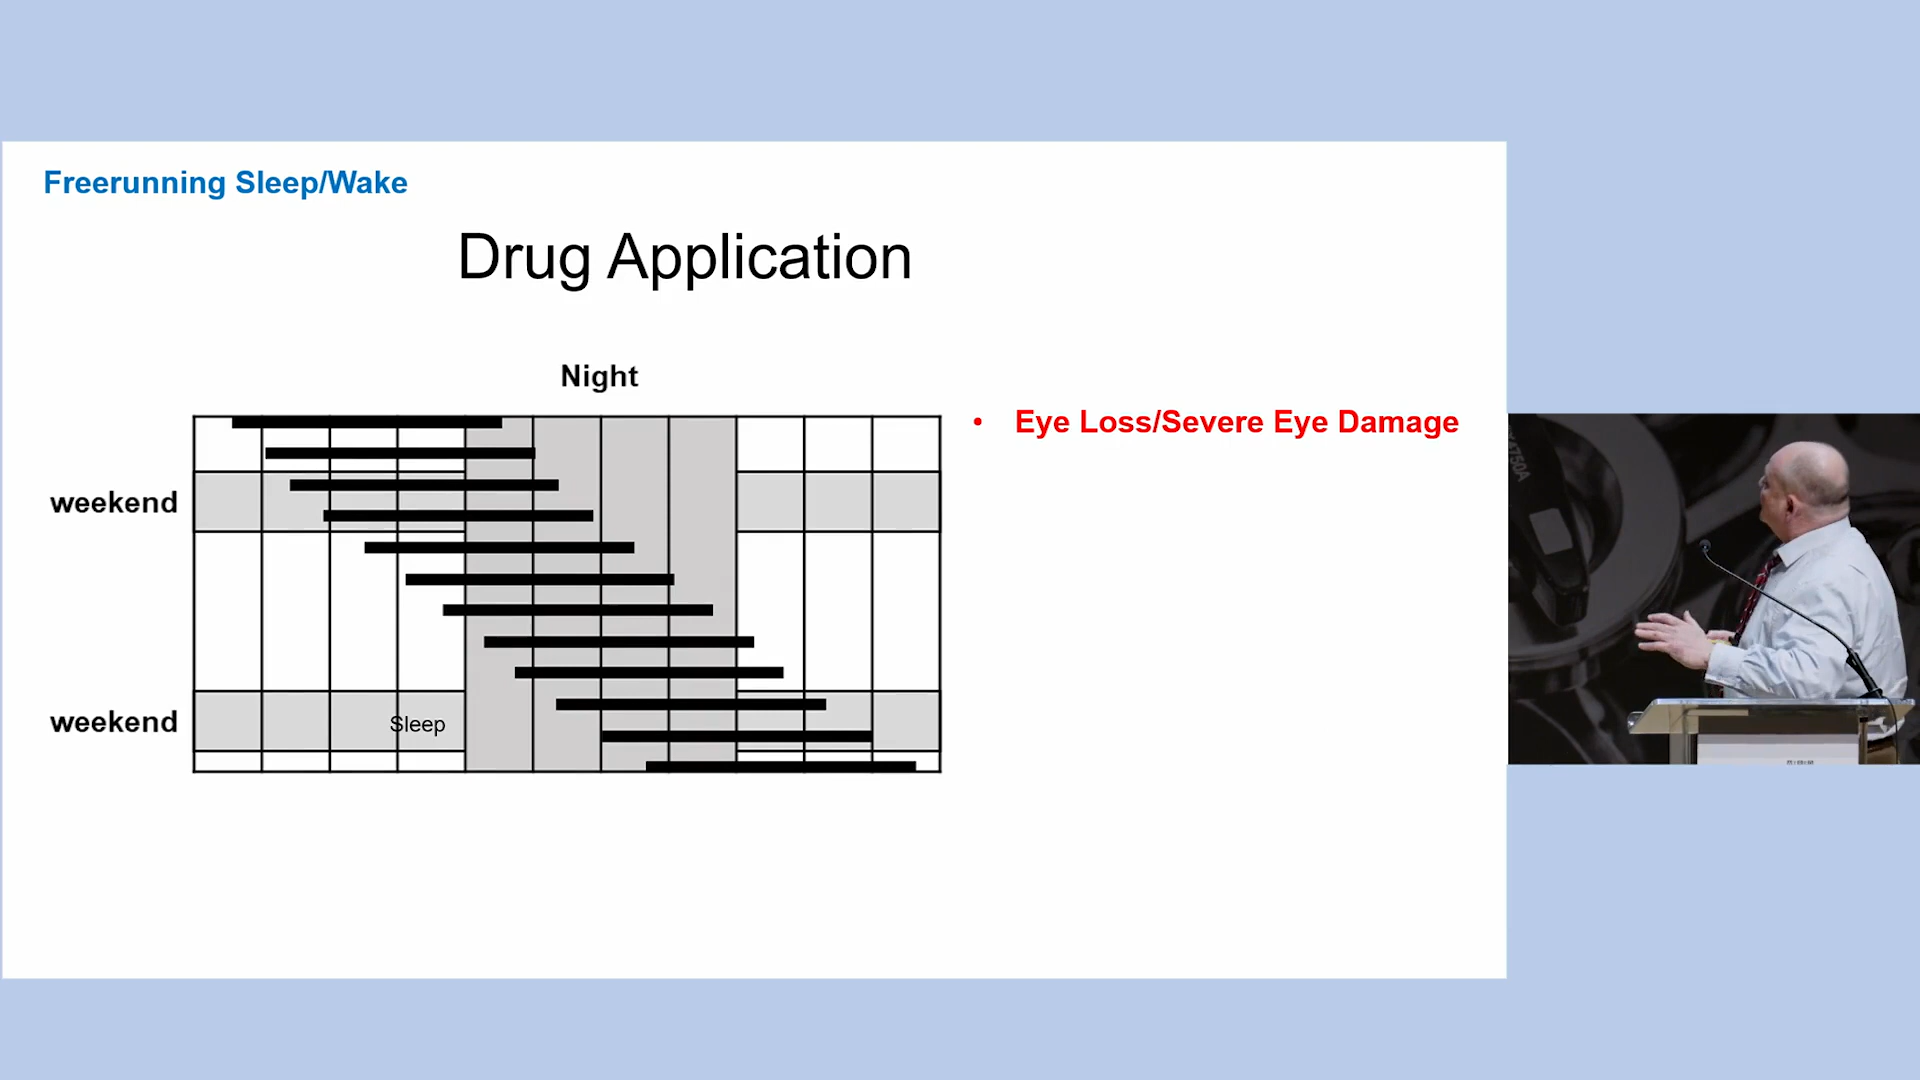 Freerunning Sleep/Wake
Drug Application
Night
• Eye Loss/Severe Eye Damage
weekend
weekend
Sleep